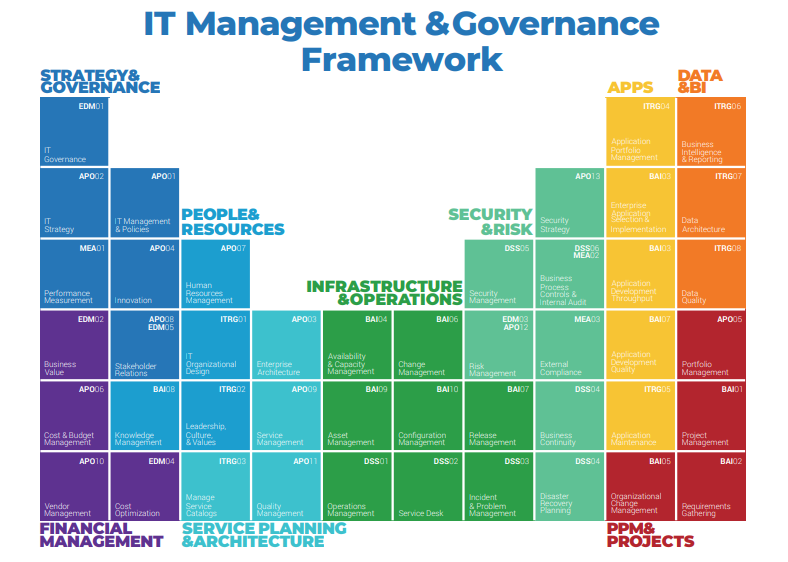 IT Management & Governance
Framework
STRATEGY&
GOVERNANCE
APPS
DATA
&BI
EDM01
IT
Governance
ITRG04
Application
Portfolio
Management
ITRG06
Business
Intelligence
& Reporting
APO02
IT
Strategy
APO01
IT Management
& Policies
PEOPLE&
RESOURCES
SECURITY
&RISK
APO13
Security
Strategy
BAI03
Enterprise
Application
Selection &
Implementation
ITRG07
Data
Architecture
MEA01
Performance
Measurement
APO04
Innovation
APO07
Human
Resources
Management
INFRASTRUCTURE
&OPERATIONS
DSS05
Security
Management
DSS06
MEA02
Business
Process
Controls &
Internal Audit
BAI03
Application
Development
Throughput
ITRG08
Data
Quality
EDM02
Business
Value
APO08
EDM05
Stakeholder
Relations
ITRG01
IT
Organizational
Design
APO03
Enterprise
Architecture
BAI04
Availability
& Capacity
Management
BAI06
Change
Management
EDM03
APO12
Risk
Management
MEA03
External
Compliance
BAI07
Application
Development
Quality
APO05
Portfolio
Management
APO06
Cost & Budget
Management
BAI08
Knowledge
Management
ITRG02
Leadership,
Culture,
& Values
APO09
Service
Management
BAI09
Asset
Management
BAI10
Configuration
Management
BAI07
Release
Management
DSS04
Business
Continuity
ITRG05
Application
Maintenance
BAI01
Project
Management
APO10
Vendor
Management
EDM04
Cost
Optimization
ITRG03
Manage
Service
Catalogs
APO11
Quality
Management
DSS01
Operations
Management
DSS02
Service Desk
DSS03
Incident
& Problem
Management
DSS04
Disaster
Recovery
Planning
BAI05
Organizational
Change
Management
BAI02
Requirements
Gathering
FINANCIAL
MANAGEMENT
SERVICE PLANNING
&ARCHITECTURE
PPM&
PROJECTS